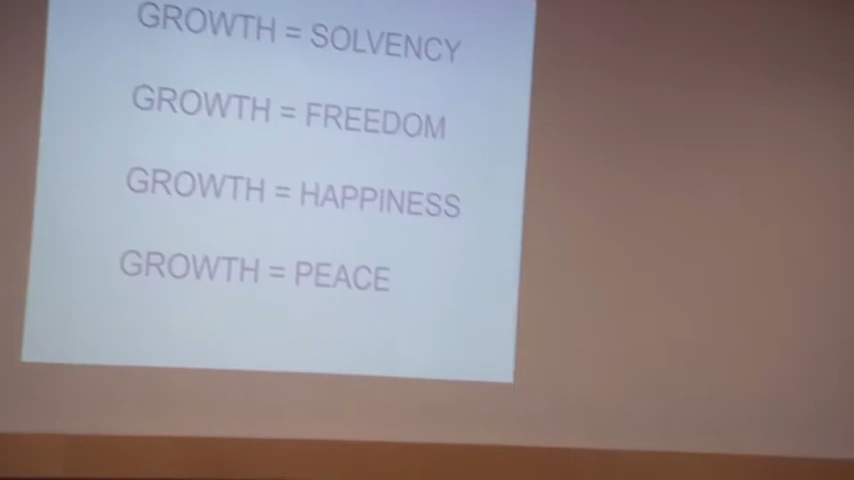 GROWTH = SOLVENCY
GROWTH = FREEDOM
GROWTH = HAPPINESS
GROWTH = PEACE